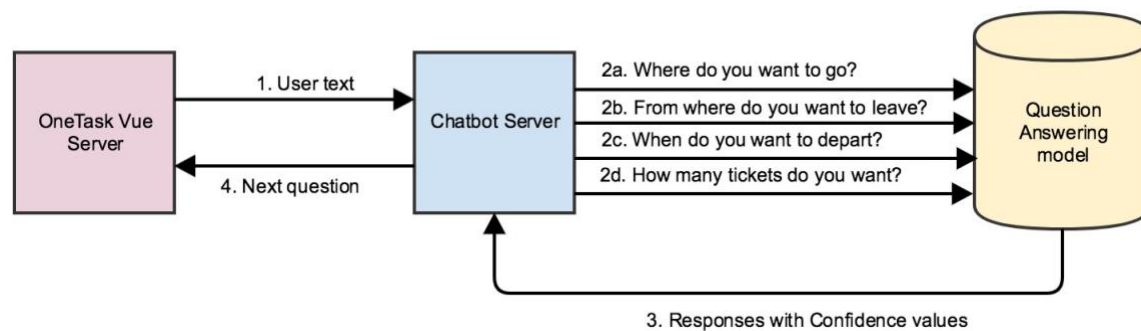 OneTask Vue
Server
1. User text
4. Next question
Chatbot Server
2a. Where do you want to go?
2b. From where do you want to leave?
2c. When do you want to depart?
2d. How many tickets do you want?
Question
Answering
model
3. Responses with Confidence values